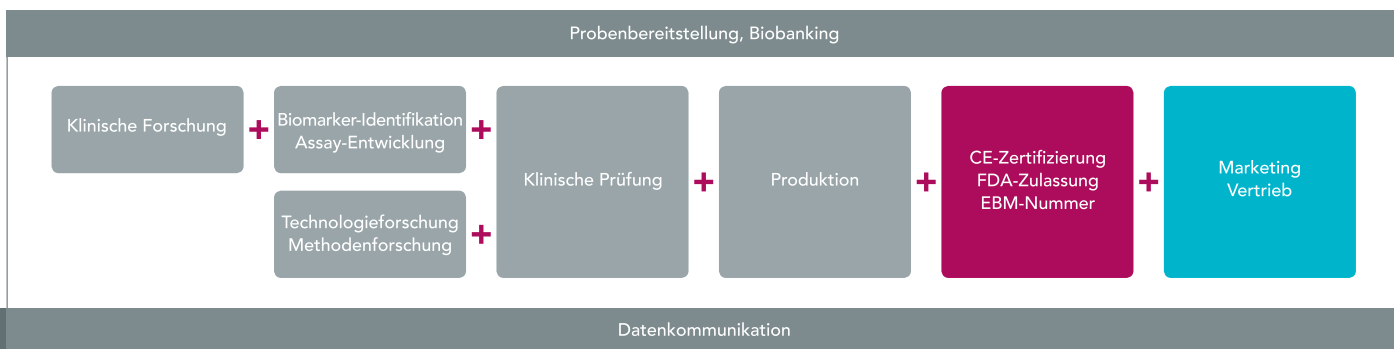 Probenbereitstellung, Biobanking
Klinische Forschung
+
Biomarker-Identifikation
Assay-Entwicklung
+
Technologieforschung
Methodenforschung
+
Klinische Prüfung
+
Produktion
+
CE-Zertifizierung
FDA-Zulassung
EBM-Nummer
+
Marketing
Vertrieb
Datenkommunikation